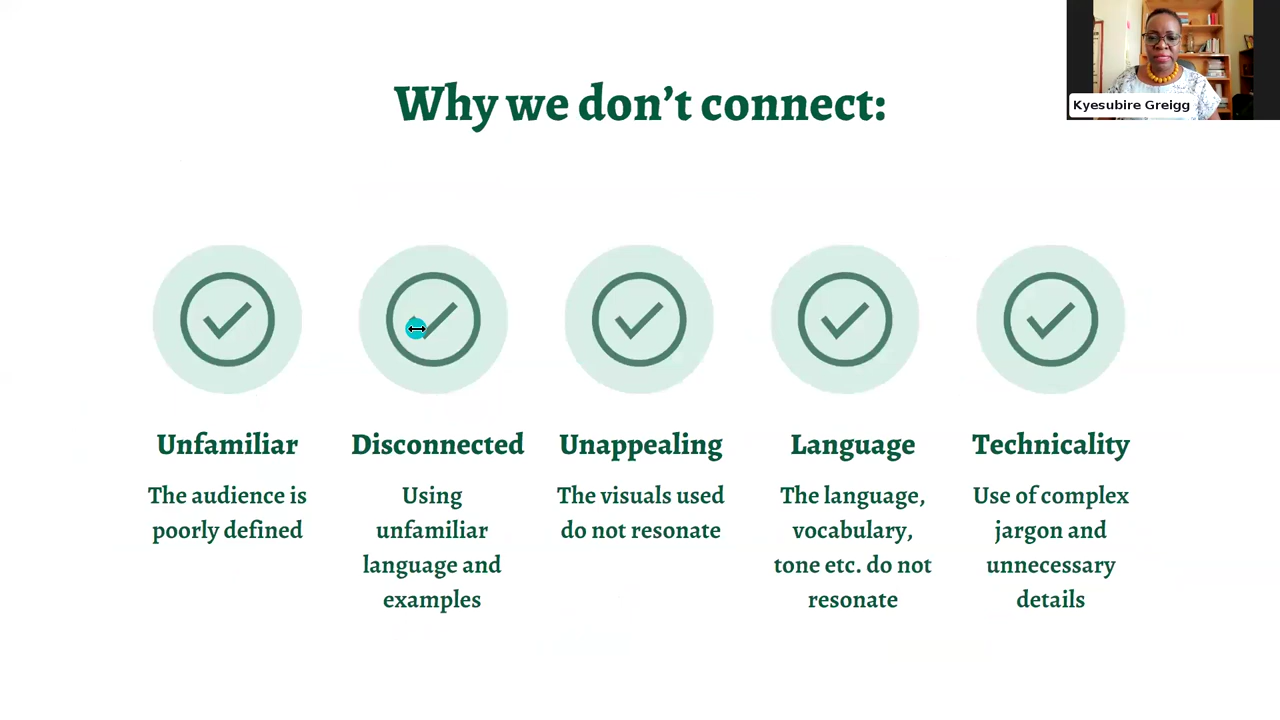 Why we don’t connect:
Kyesubire Greigg
Unfamiliar
The audience is
poorly defined
Disconnected
Using
unfamiliar
language and
examples
Unappealing
The visuals used
do not resonate
Language
The language,
vocabulary,
tone etc. do not
resonate
Technicality
Use of complex
jargon and
unnecessary
details